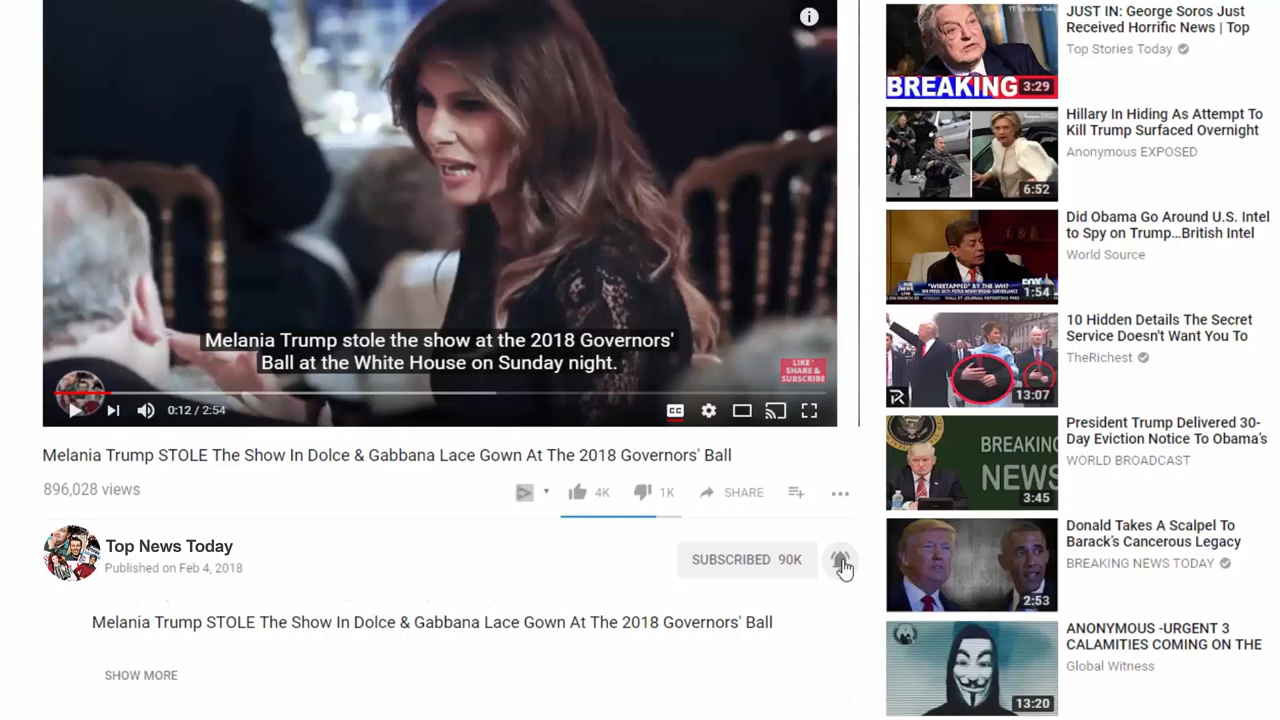 Melania Trump stole the show at the 2018 Governors'
Ball at the White House on Sunday night.
LIKE
SHARE &
SUBSCRIBE
0:12 / 2:54
CC
Melania Trump STOLE The Show In Dolce & Gabbana Lace Gown At The 2018 Governors' Ball
896,028 views
4K
1K
SHARE
Top News Today
Published on Feb 4, 2018
SUBSCRIBED 90K
Melania Trump STOLE The Show In Dolce & Gabbana Lace Gown At The 2018 Governors' Ball
SHOW MORE
BREAKING
3:29
JUST IN: George Soros Just
Received Horrific News | Top
Top Stories Today
6:52
Hillary In Hiding As Attempt To
Kill Trump Surfaced Overnight
Anonymous EXPOSED
"WIRETAPPED" BY THE WH?
1:54
Did Obama Go Around U.S. Intel
to Spy on Trump...British Intel
World Source
13:07
10 Hidden Details The Secret
Service Doesn't Want You To
TheRichest
BREAKING
NEWS
3:45
President Trump Delivered 30-
Day Eviction Notice To Obama's
WORLD BROADCAST
2:53
Donald Takes A Scalpel To
Barack's Cancerous Legacy
BREAKING NEWS TODAY
13:20
ANONYMOUS -URGENT 3
CALAMITIES COMING ON THE
Global Witness